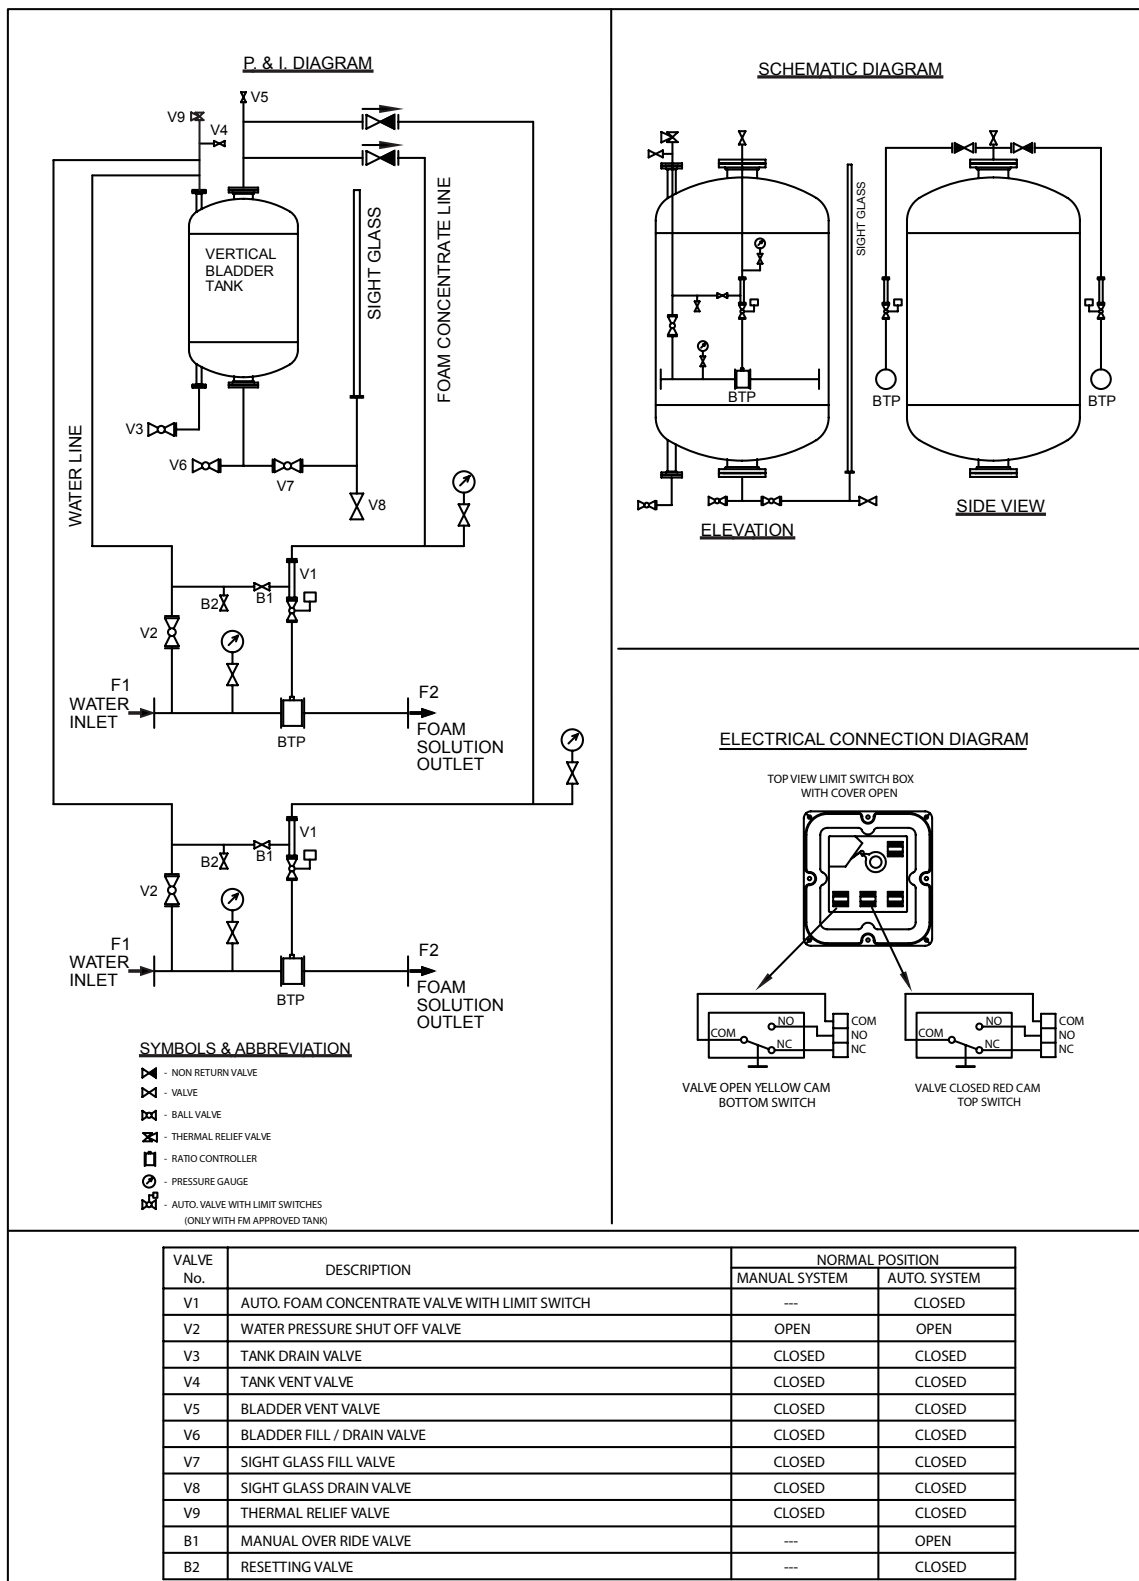 P. & I. DIAGRAM
V5
V9
V4
VERTICAL
BLADDER
TANK
SIGHT GLASS
FOAM CONCENTRATE LINE
WATER LINE
V3
V6
V7
V8
V1
B2
B1
V2
F1
WATER
INLET
BTP
F2
FOAM
SOLUTION
OUTLET
V1
B2
B1
V2
F1
WATER
INLET
BTP
F2
FOAM
SOLUTION
OUTLET
SYMBOLS & ABBREVIATION
- NON RETURN VALVE
- VALVE
- BALL VALVE
- THERMAL RELIEF VALVE
- RATIO CONTROLLER
- PRESSURE GAUGE
- AUTO. VALVE WITH LIMIT SWITCHES
(ONLY WITH FM APPROVED TANK)
SCHEMATIC DIAGRAM
SIGHT GLASS
BTP
ELEVATION
BTP
BTP
SIDE VIEW
ELECTRICAL CONNECTION DIAGRAM
TOP VIEW LIMIT SWITCH BOX
WITH COVER OPEN
COM
NO
NC
COM
NO
NC
VALVE OPEN YELLOW CAM
BOTTOM SWITCH
COM
NO
NC
COM
NO
NC
VALVE CLOSED RED CAM
TOP SWITCH
VALVE No. DESCRIPTION NORMAL POSITION
MANUAL SYSTEM AUTO. SYSTEM
V1 AUTO. FOAM CONCENTRATE VALVE WITH LIMIT SWITCH --- CLOSED
V2 WATER PRESSURE SHUT OFF VALVE OPEN OPEN
V3 TANK DRAIN VALVE CLOSED CLOSED
V4 TANK VENT VALVE CLOSED CLOSED
V5 BLADDER VENT VALVE CLOSED CLOSED
V6 BLADDER FILL / DRAIN VALVE CLOSED CLOSED
V7 SIGHT GLASS FILL VALVE CLOSED CLOSED
V8 SIGHT GLASS DRAIN VALVE CLOSED CLOSED
V9 THERMAL RELIEF VALVE CLOSED CLOSED
B1 MANUAL OVER RIDE VALVE --- OPEN
B2 RESETTING VALVE --- CLOSED